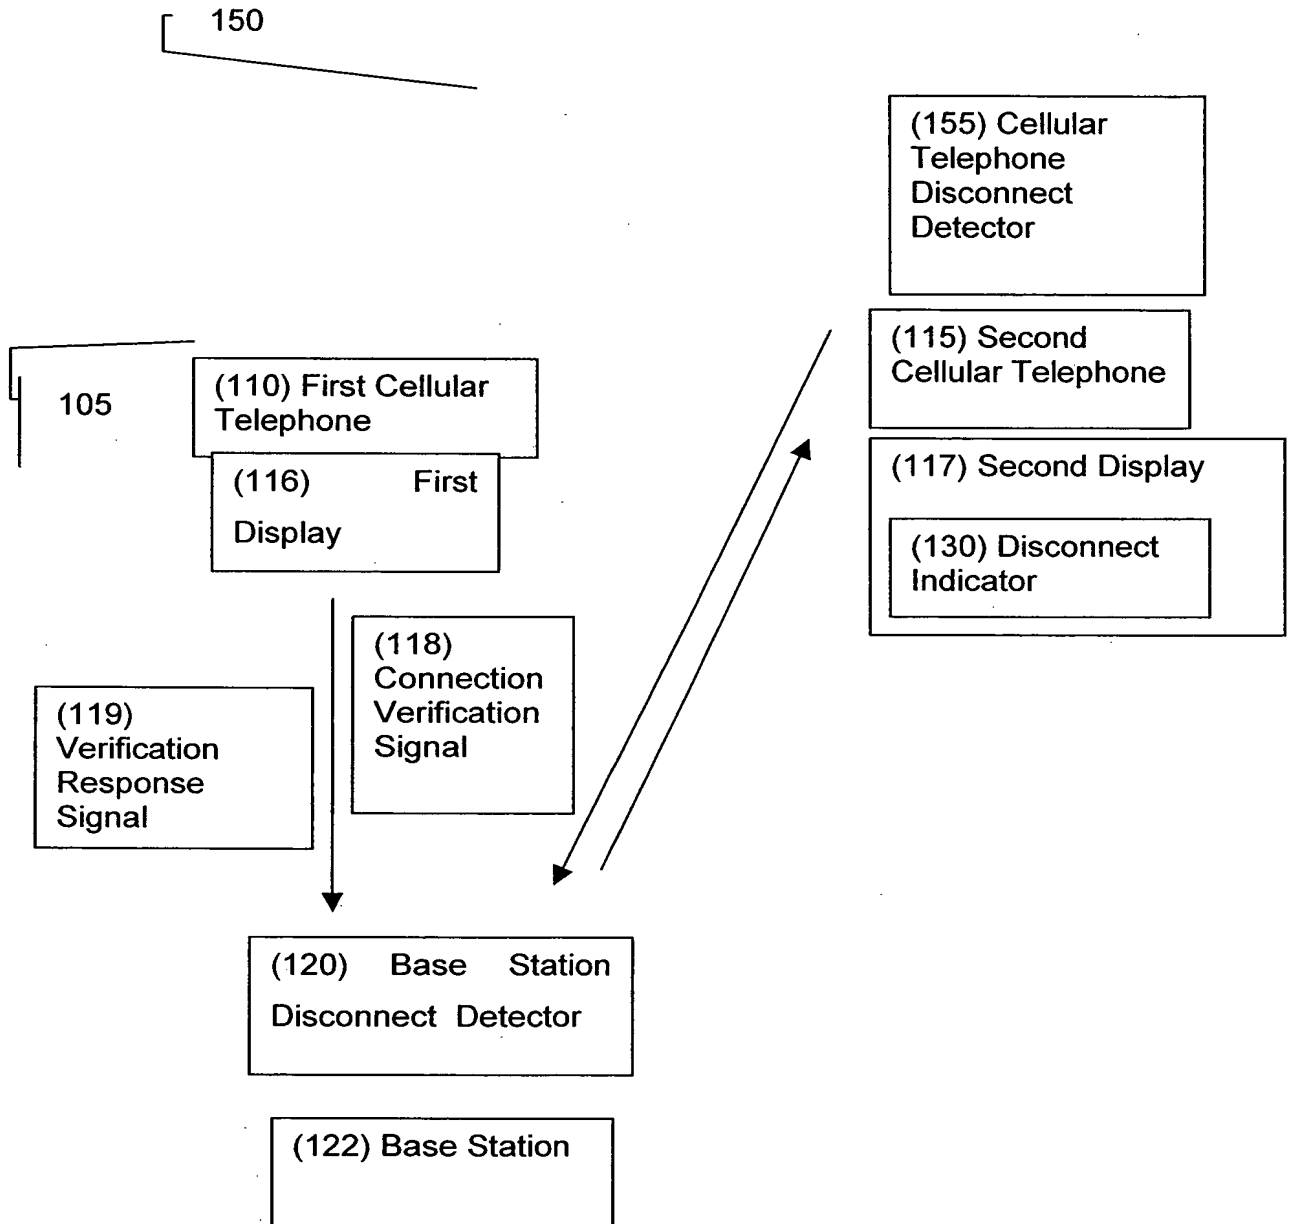 150
(155) Cellular
Telephone
Disconnect
Detector
(115) Second
Cellular Telephone
105
(110) First Cellular
Telephone
(116) First
Display
(117) Second Display
(130) Disconnect
Indicator
(118)
Connection
Verification
Signal
(119)
Verification
Response
Signal
(120) Base Station
Disconnect Detector
(122) Base Station